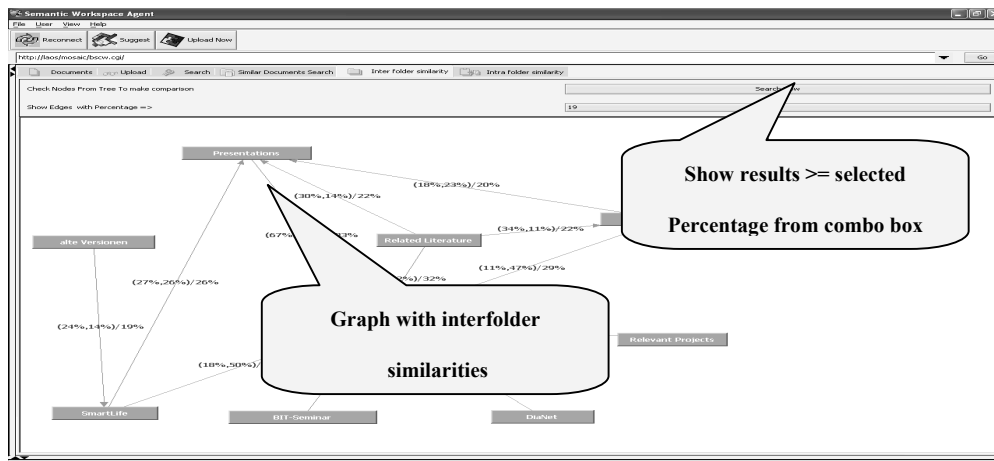 Semantic Workspace Agent
File User View Help
Reconnect Suggest Upload Now
http://laos/mosaic/bscw.cgi/ Go
Documents Upload Search Similar Documents Search Inter folder similarity Intra folder similarity
Check Nodes From Tree To make comparison
Show Edges with Percentage => 19
Presentations
(18%,23%)/20%
(30%,14%)/22%
Show results >= selected
Percentage from combo box
alte Versionen
Related Literature
(34%,11%)/22%
(11%,47%)/29%
(27%,26%)/26%
Graph with interfolder
similarities
(24%,14%)/19%
Relevant Projects
SmartLife
BIT-Seminar
DiaNet